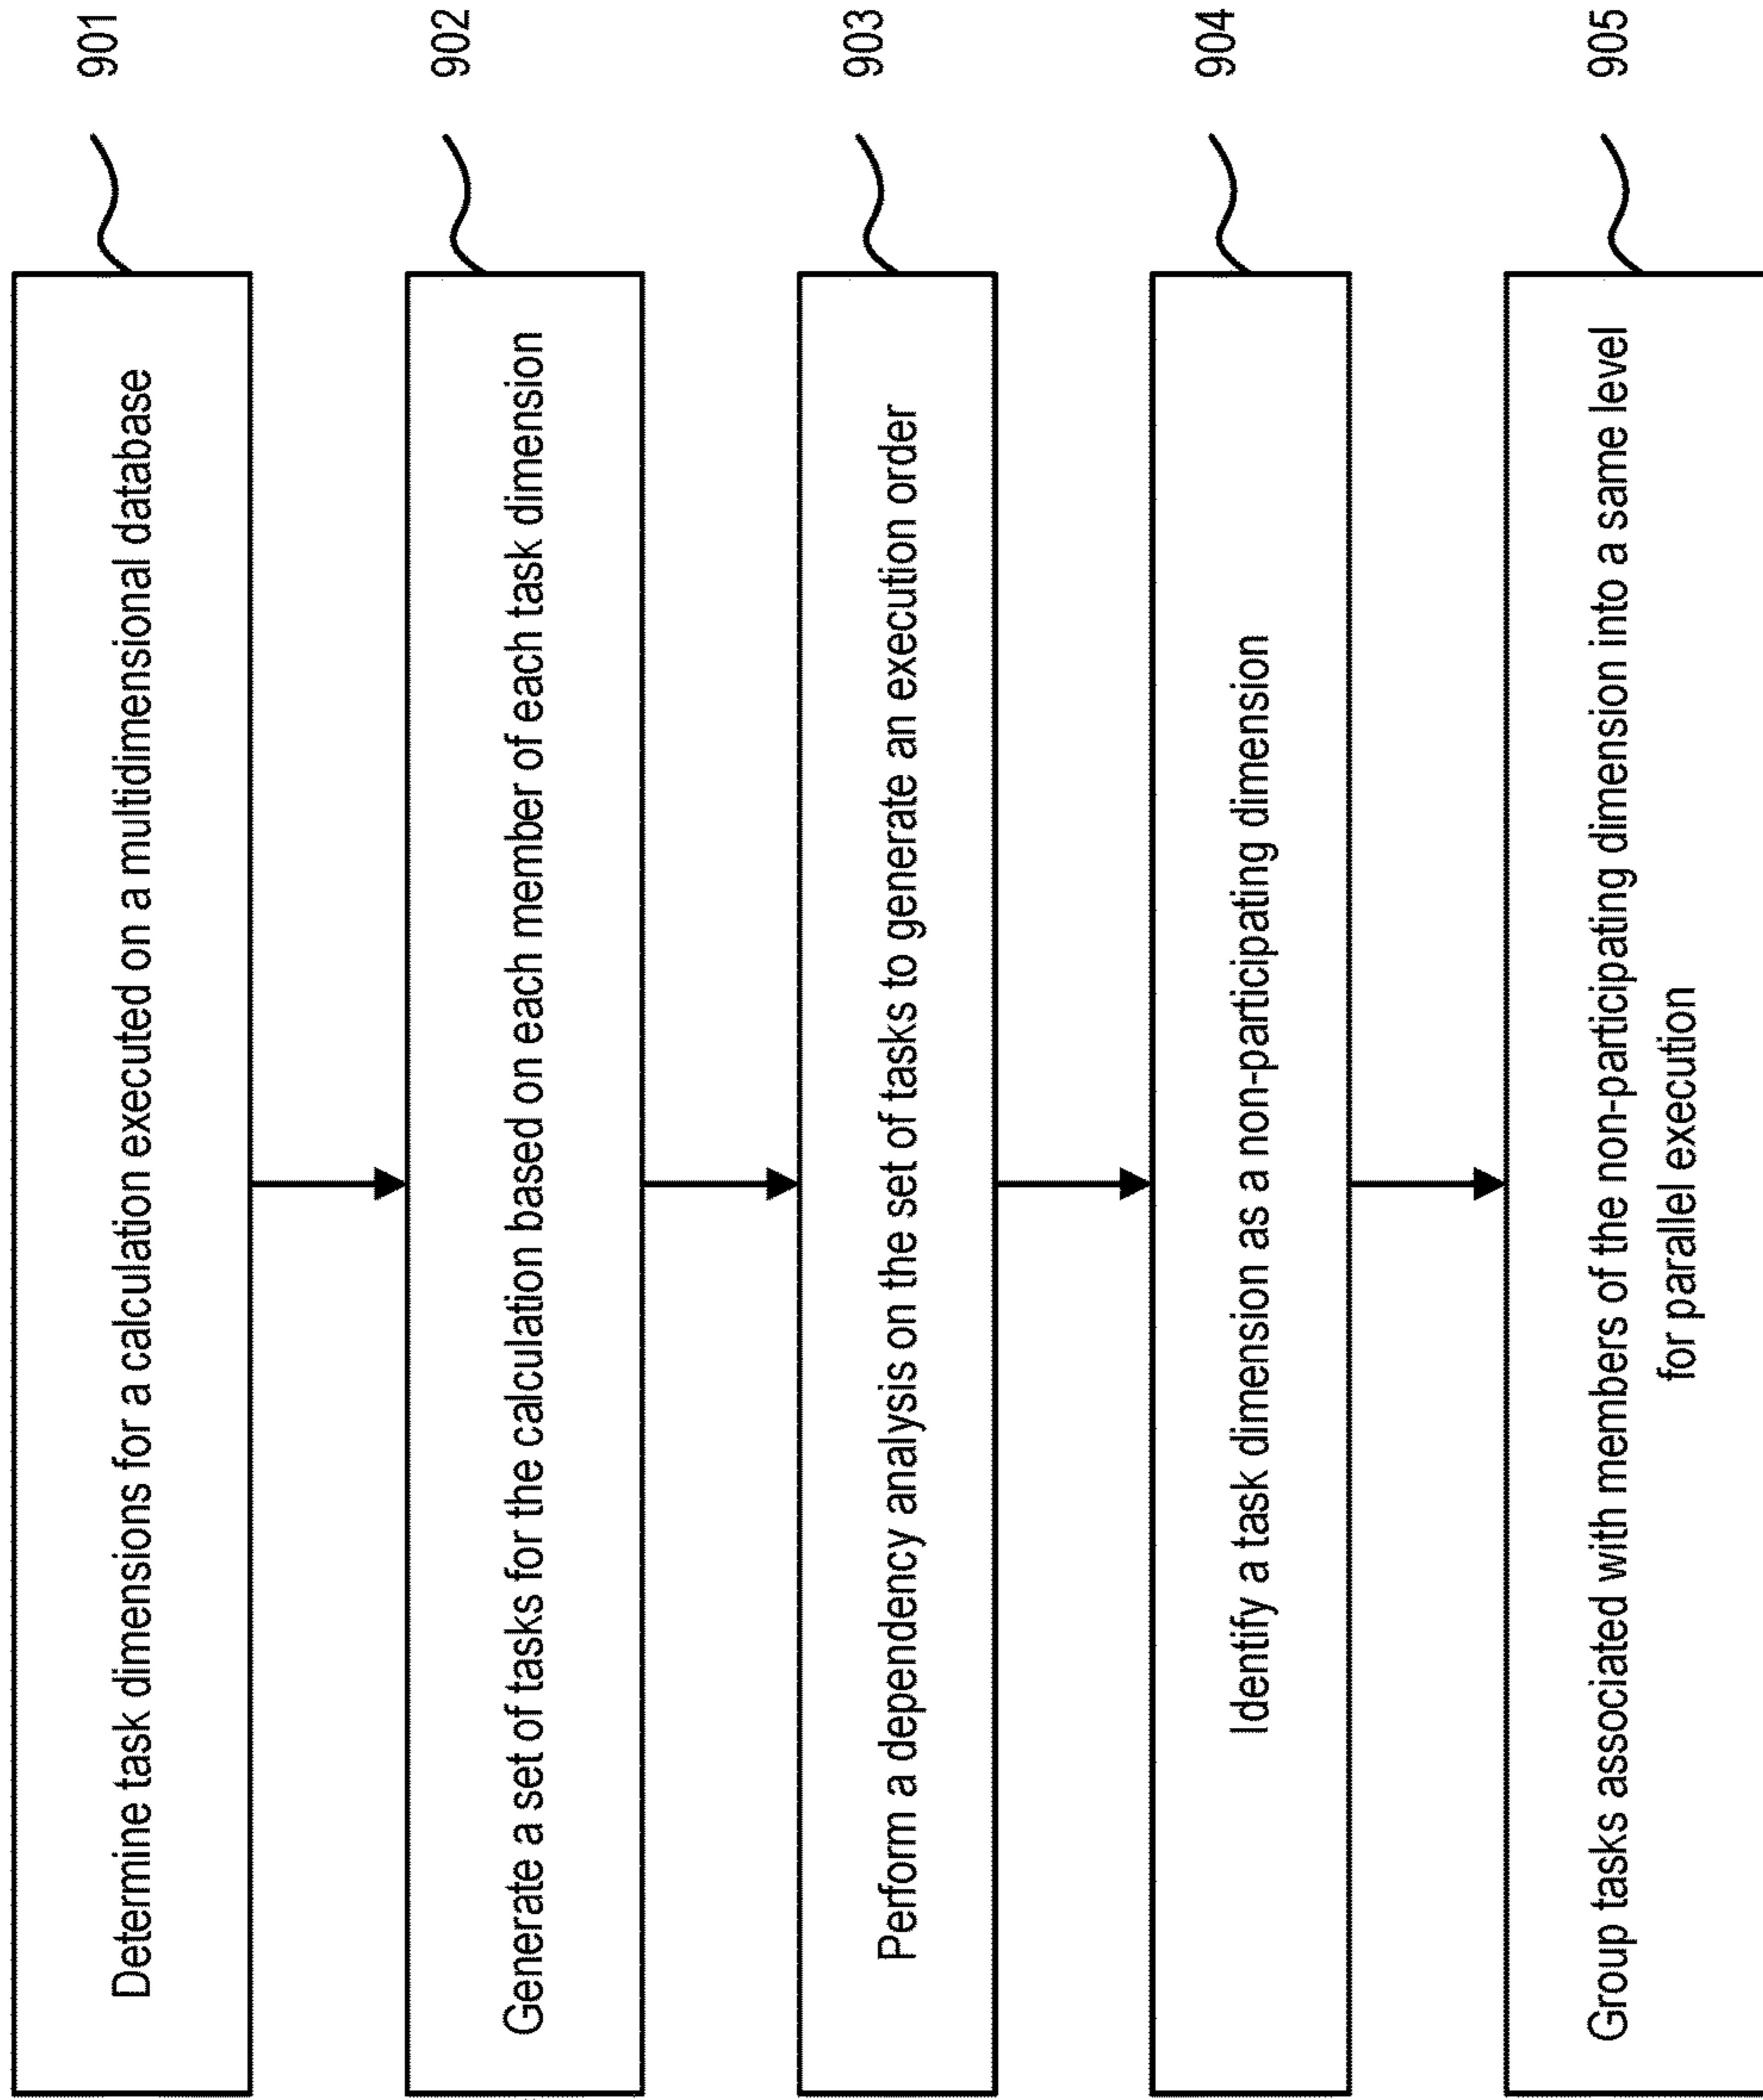 Determine task dimensions for a calculation executed on a multidimensional database
901
Generate a set of tasks for the calculation based on each member of each task dimension
902
Perform a dependency analysis on the set of tasks to generate an execution order
903
Identify a task dimension as a non-participating dimension
904
Group tasks associated with members of the non-participating dimension into a same level
for parallel execution
905